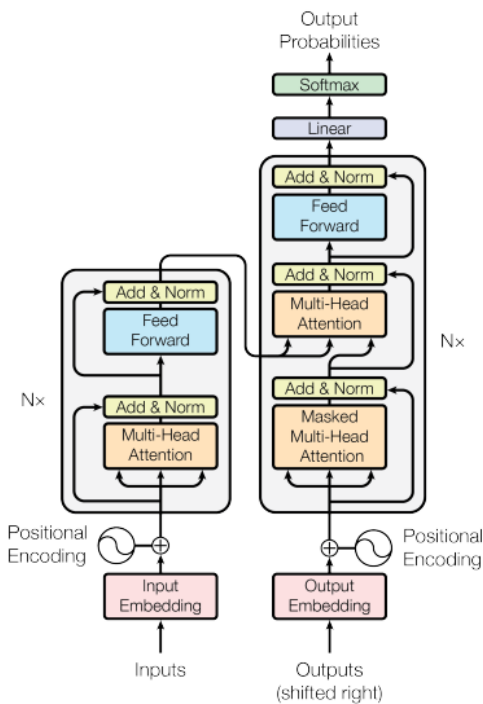 Output
Probabilities
Softmax
Linear
Add & Norm
Feed
Forward
Add & Norm
Multi-Head
Attention
Add & Norm
Masked
Multi-Head
Attention
N×
Positional
Encoding
Output
Embedding
Outputs
(shifted right)
Add & Norm
Feed
Forward
Add & Norm
Multi-Head
Attention
N×
Positional
Encoding
Input
Embedding
Inputs